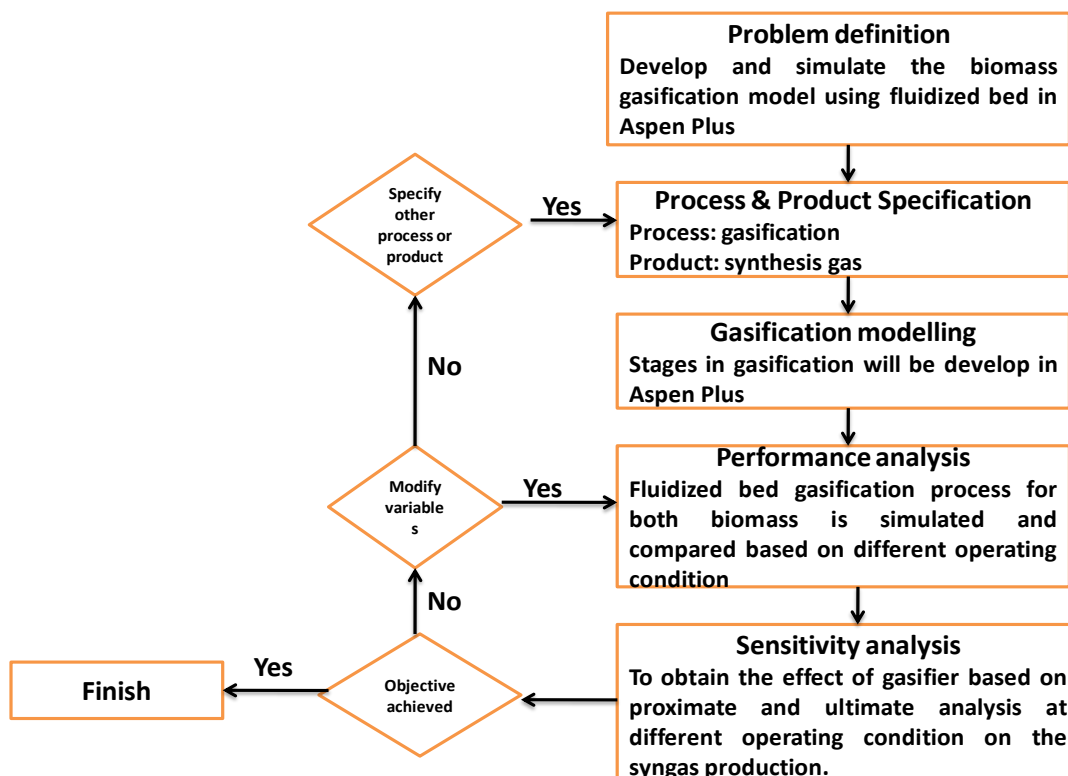 Problem definition
Develop and simulate the biomass
gasification model using fluidized bed in
Aspen Plus
Specify
other
process or
product
Yes
Process & Product Specification
Process: gasification
Product: synthesis gas
No
Gasification modelling
Stages in gasification will be develop in
Aspen Plus
Modify
variable
s
Yes
Performance analysis
Fluidized bed gasification process for
both biomass is simulated and
compared based on different operating
condition
No
Sensitivity analysis
To obtain the effect of gasifier based on
proximate and ultimate analysis at
different operating condition on the
syngas production.
Objective
achieved
Yes
Finish